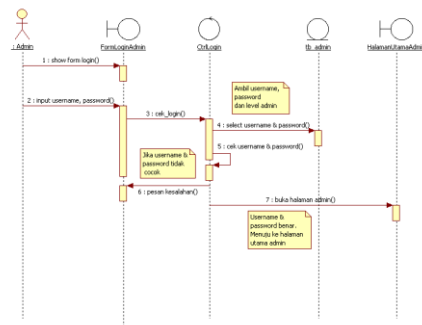 : Admin
FormLoginAdmin
CtrlLogin
tb_admin
HalamanUtamaAdmin
1 : show form login()
Ambil username,
password
dan level admin
2 : input username, password()
3 : cek_login()
4 : select username & password()
5 : cek username & password()
Jika username &
password tidak
cocok
6 : pesan kesalahan()
7 : buka halaman admin()
Username &
password benar.
Menuju ke halaman
utama admin